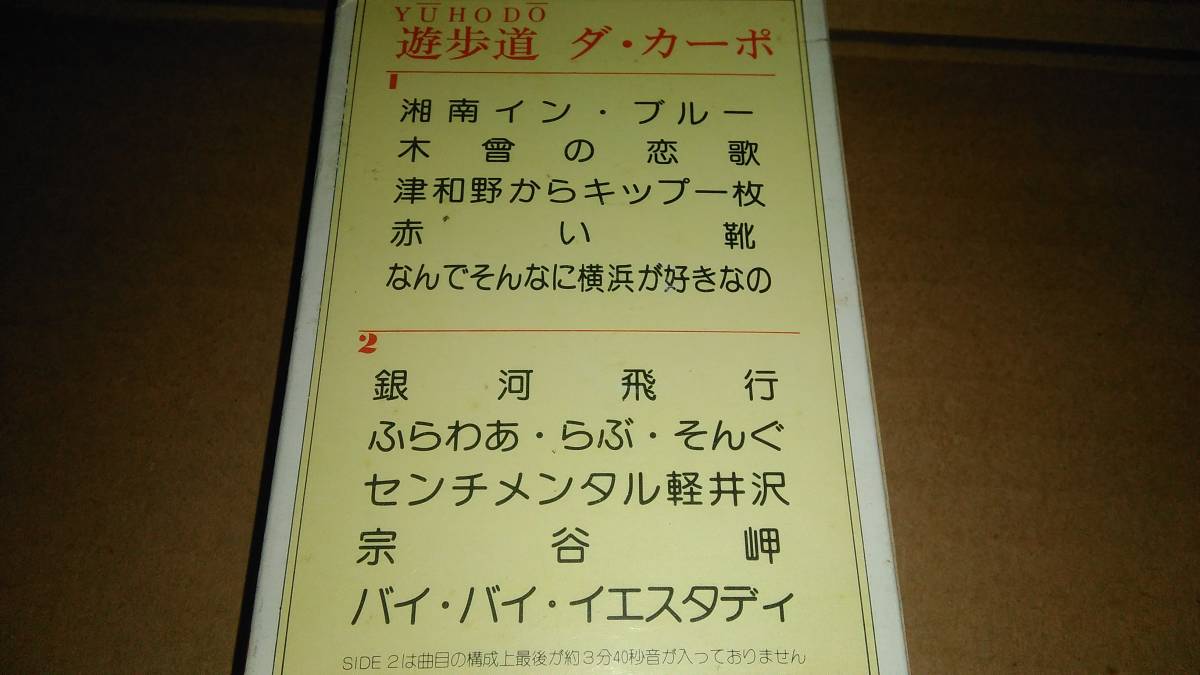 YŪHODŌ
遊歩道 ダ・カーポ
1
湘南イン・ブルー
木曾の恋歌
津和野からキップ一枚
赤い靴
なんでそんなに横浜が好きなの
2
銀河飛行
ふらわあ・らぶ・そんぐ
センチメンタル軽井沢
宗谷岬
バイ・バイ・イエスタディ
SIDE 2は曲目の構成上最後が約3分40秒音が入っておりません